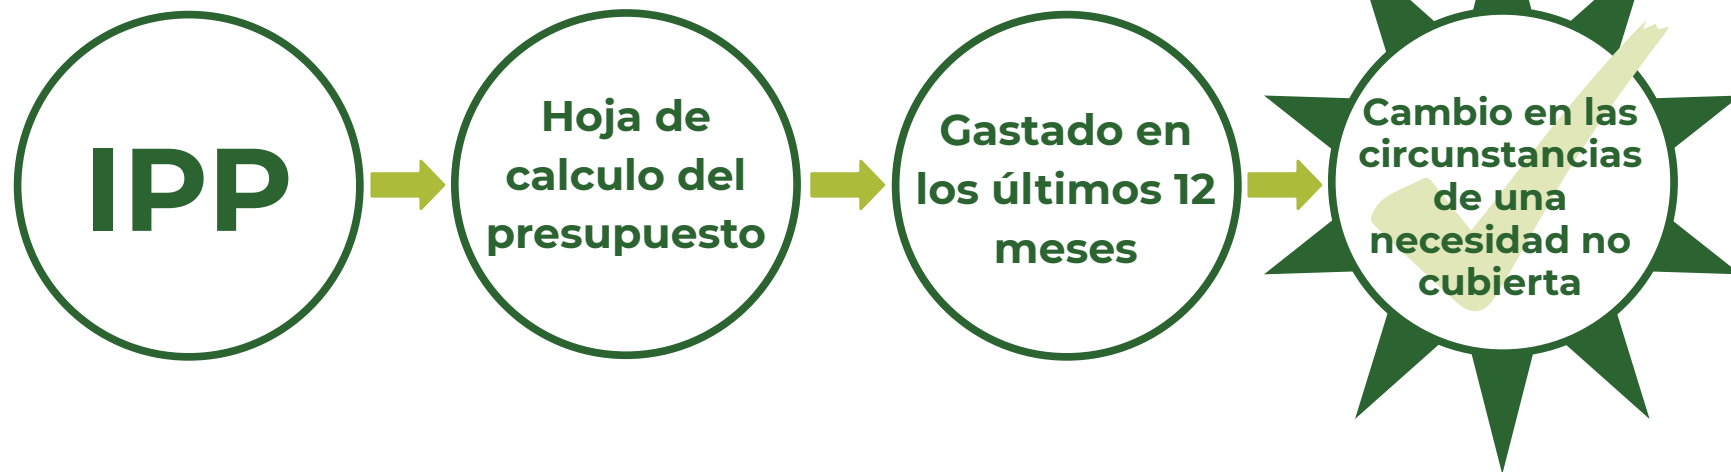 IPP
Hoja de
calculo del
presupuesto
Gastado en
los últimos 12
meses
Cambio en las
circunstancias
de una
necesidad no
cubierta